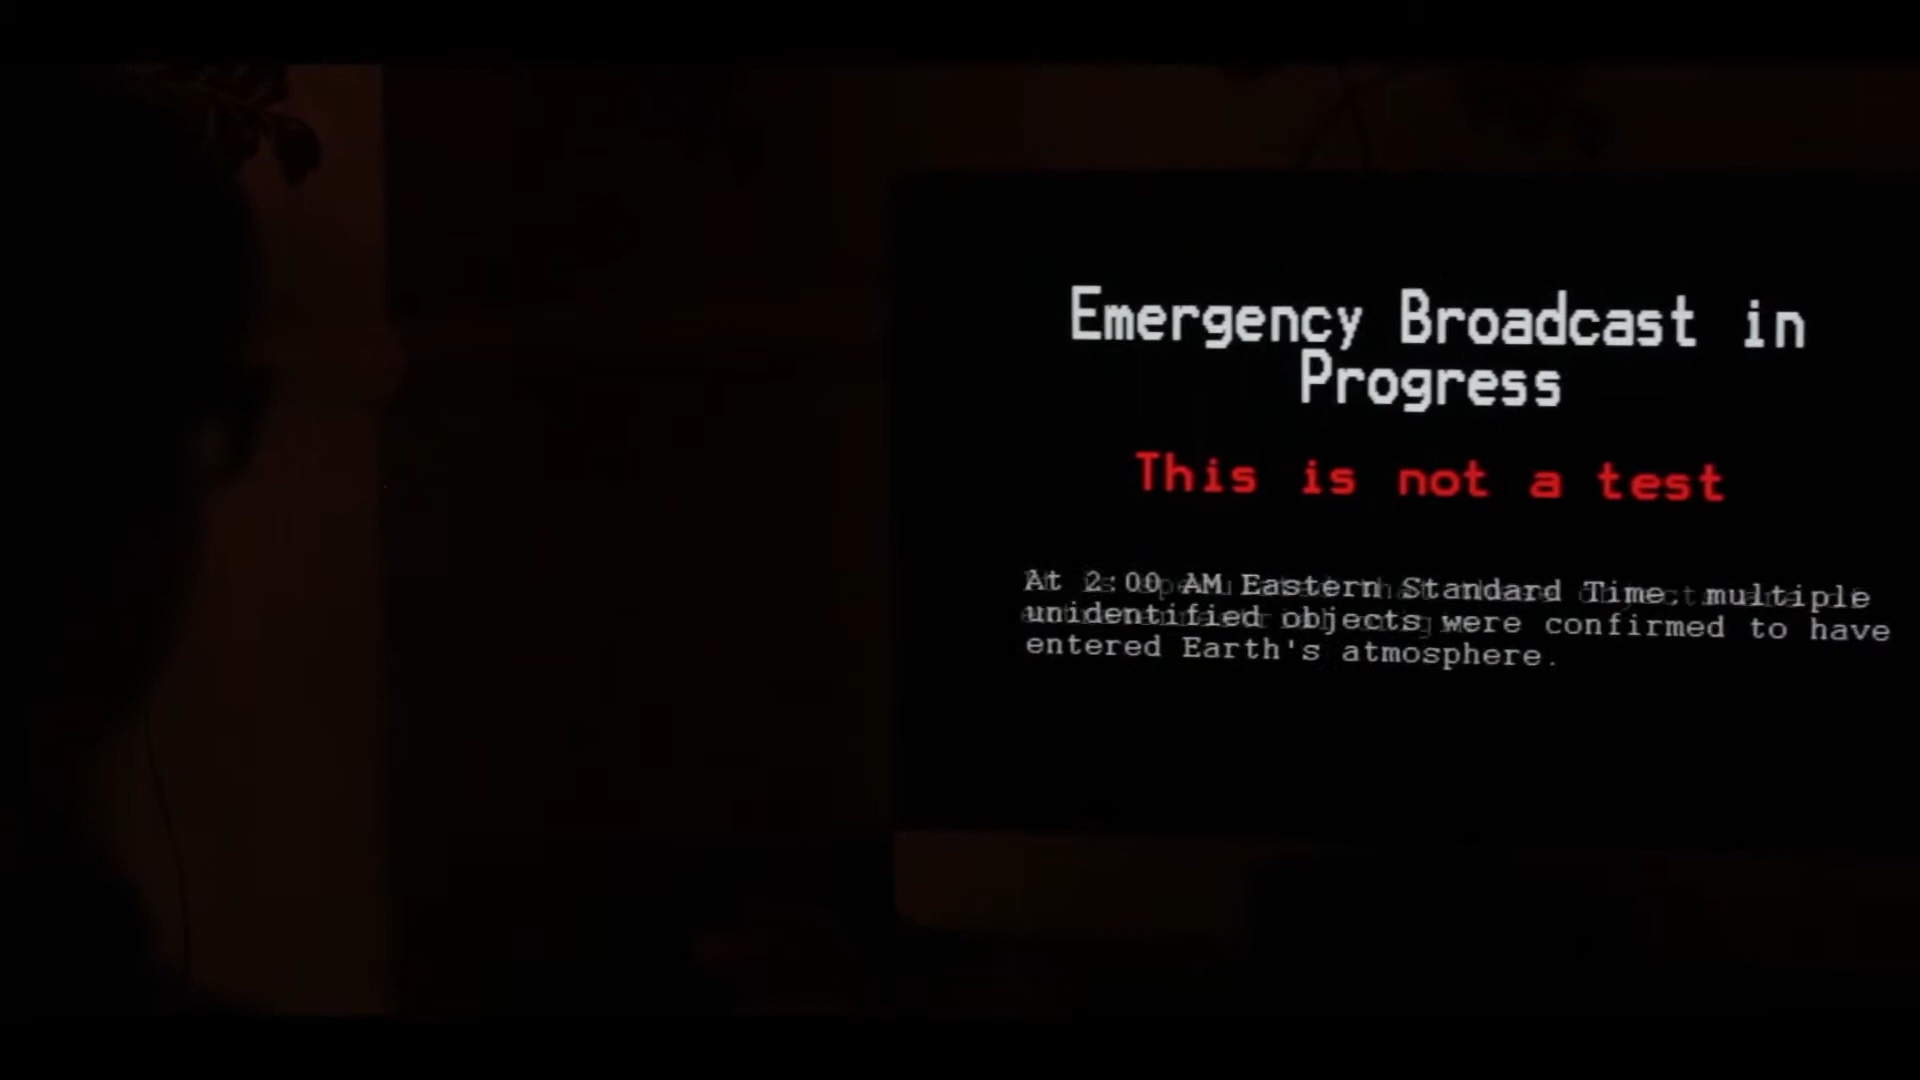 Emergency Broadcast in
Progress
This is not a test
At 2:00 AM Eastern Standard Time, multiple
unidentified objects were confirmed to have
entered Earth's atmosphere.